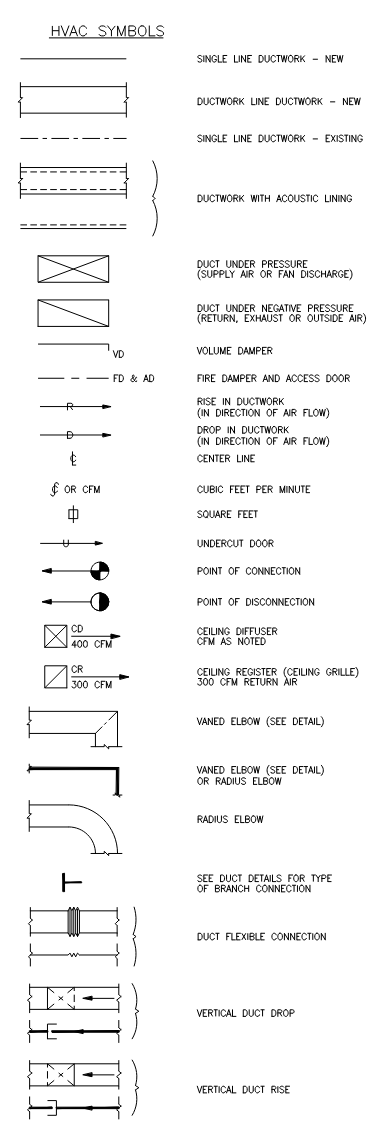 HVAC SYMBOLS
SINGLE LINE DUCTWORK – NEW
DUCTWORK LINE DUCTWORK – NEW
SINGLE LINE DUCTWORK – EXISTING
DUCTWORK WITH ACOUSTIC LINING
DUCT UNDER PRESSURE
(SUPPLY AIR OR FAN DISCHARGE)
DUCT UNDER NEGATIVE PRESSURE
(RETURN, EXHAUST OR OUTSIDE AIR)
VD
VOLUME DAMPER
FD & AD
FIRE DAMPER AND ACCESS DOOR
R
RISE IN DUCTWORK
(IN DIRECTION OF AIR FLOW)
D
DROP IN DUCTWORK
(IN DIRECTION OF AIR FLOW)
℄
CENTER LINE
OR CFM
CUBIC FEET PER MINUTE
SQUARE FEET
U
UNDERCUT DOOR
POINT OF CONNECTION
POINT OF DISCONNECTION
CD
400 CFM
CEILING DIFFUSER
CFM AS NOTED
CR
300 CFM
CEILING REGISTER (CEILING GRILLE)
300 CFM RETURN AIR
VANED ELBOW (SEE DETAIL)
VANED ELBOW (SEE DETAIL)
OR RADIUS ELBOW
RADIUS ELBOW
SEE DUCT DETAILS FOR TYPE
OF BRANCH CONNECTION
DUCT FLEXIBLE CONNECTION
VERTICAL DUCT DROP
VERTICAL DUCT RISE